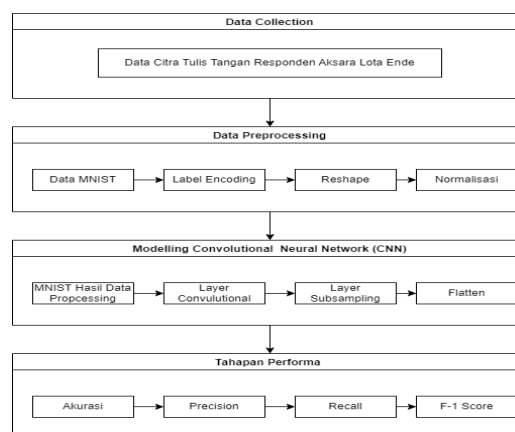 Data Collection
Data Citra Tulis Tangan Responden Aksara Lota Ende
Data Preprocessing
Data MNIST
Label Encoding
Reshape
Normalisasi
Modelling Convolutional Neural Network (CNN)
MNIST Hasil Data
Propcessing
Layer
Convulutional
Layer
Subsampling
Flatten
Tahapan Performa
Akurasi
Precision
Recall
F-1 Score